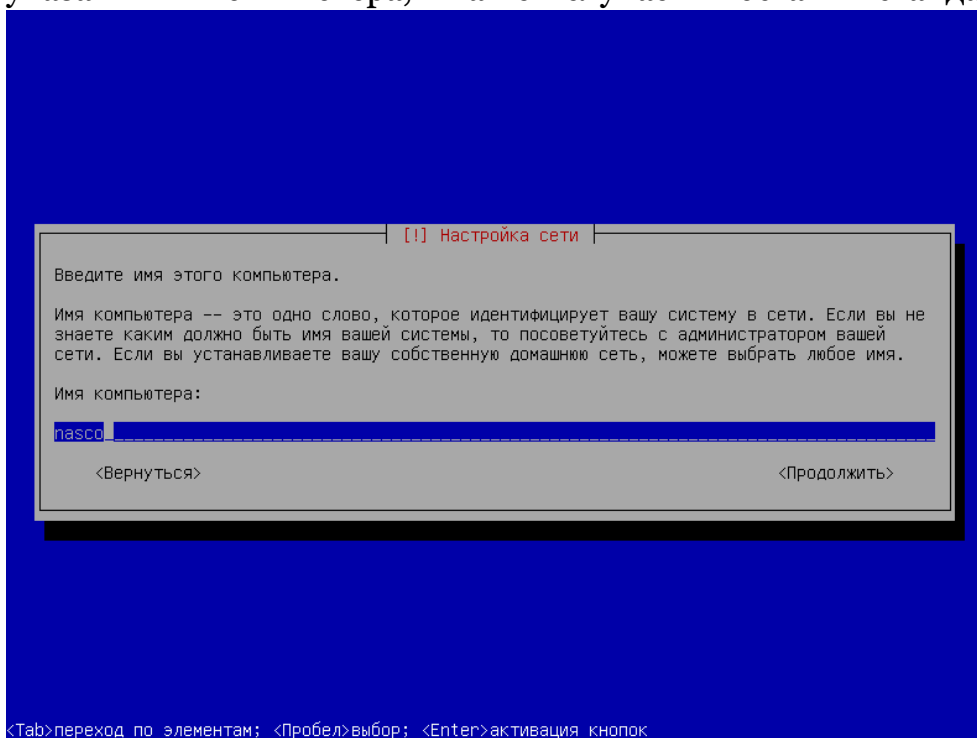 [!] Настройка сети
Введите имя этого компьютера.
Имя компьютера -- это одно слово, которое идентифицирует вашу систему в сети. Если вы не
знаете каким должно быть имя вашей системы, то посоветуйтесь с администратором вашей
сети. Если вы устанавливаете вашу собственную домашнюю сеть, можете выбрать любое имя.
Имя компьютера:
nasco
<Вернуться> <Продолжить>
<Tab>переход по элементам; <Пробел>выбор; <Enter>активация кнопок